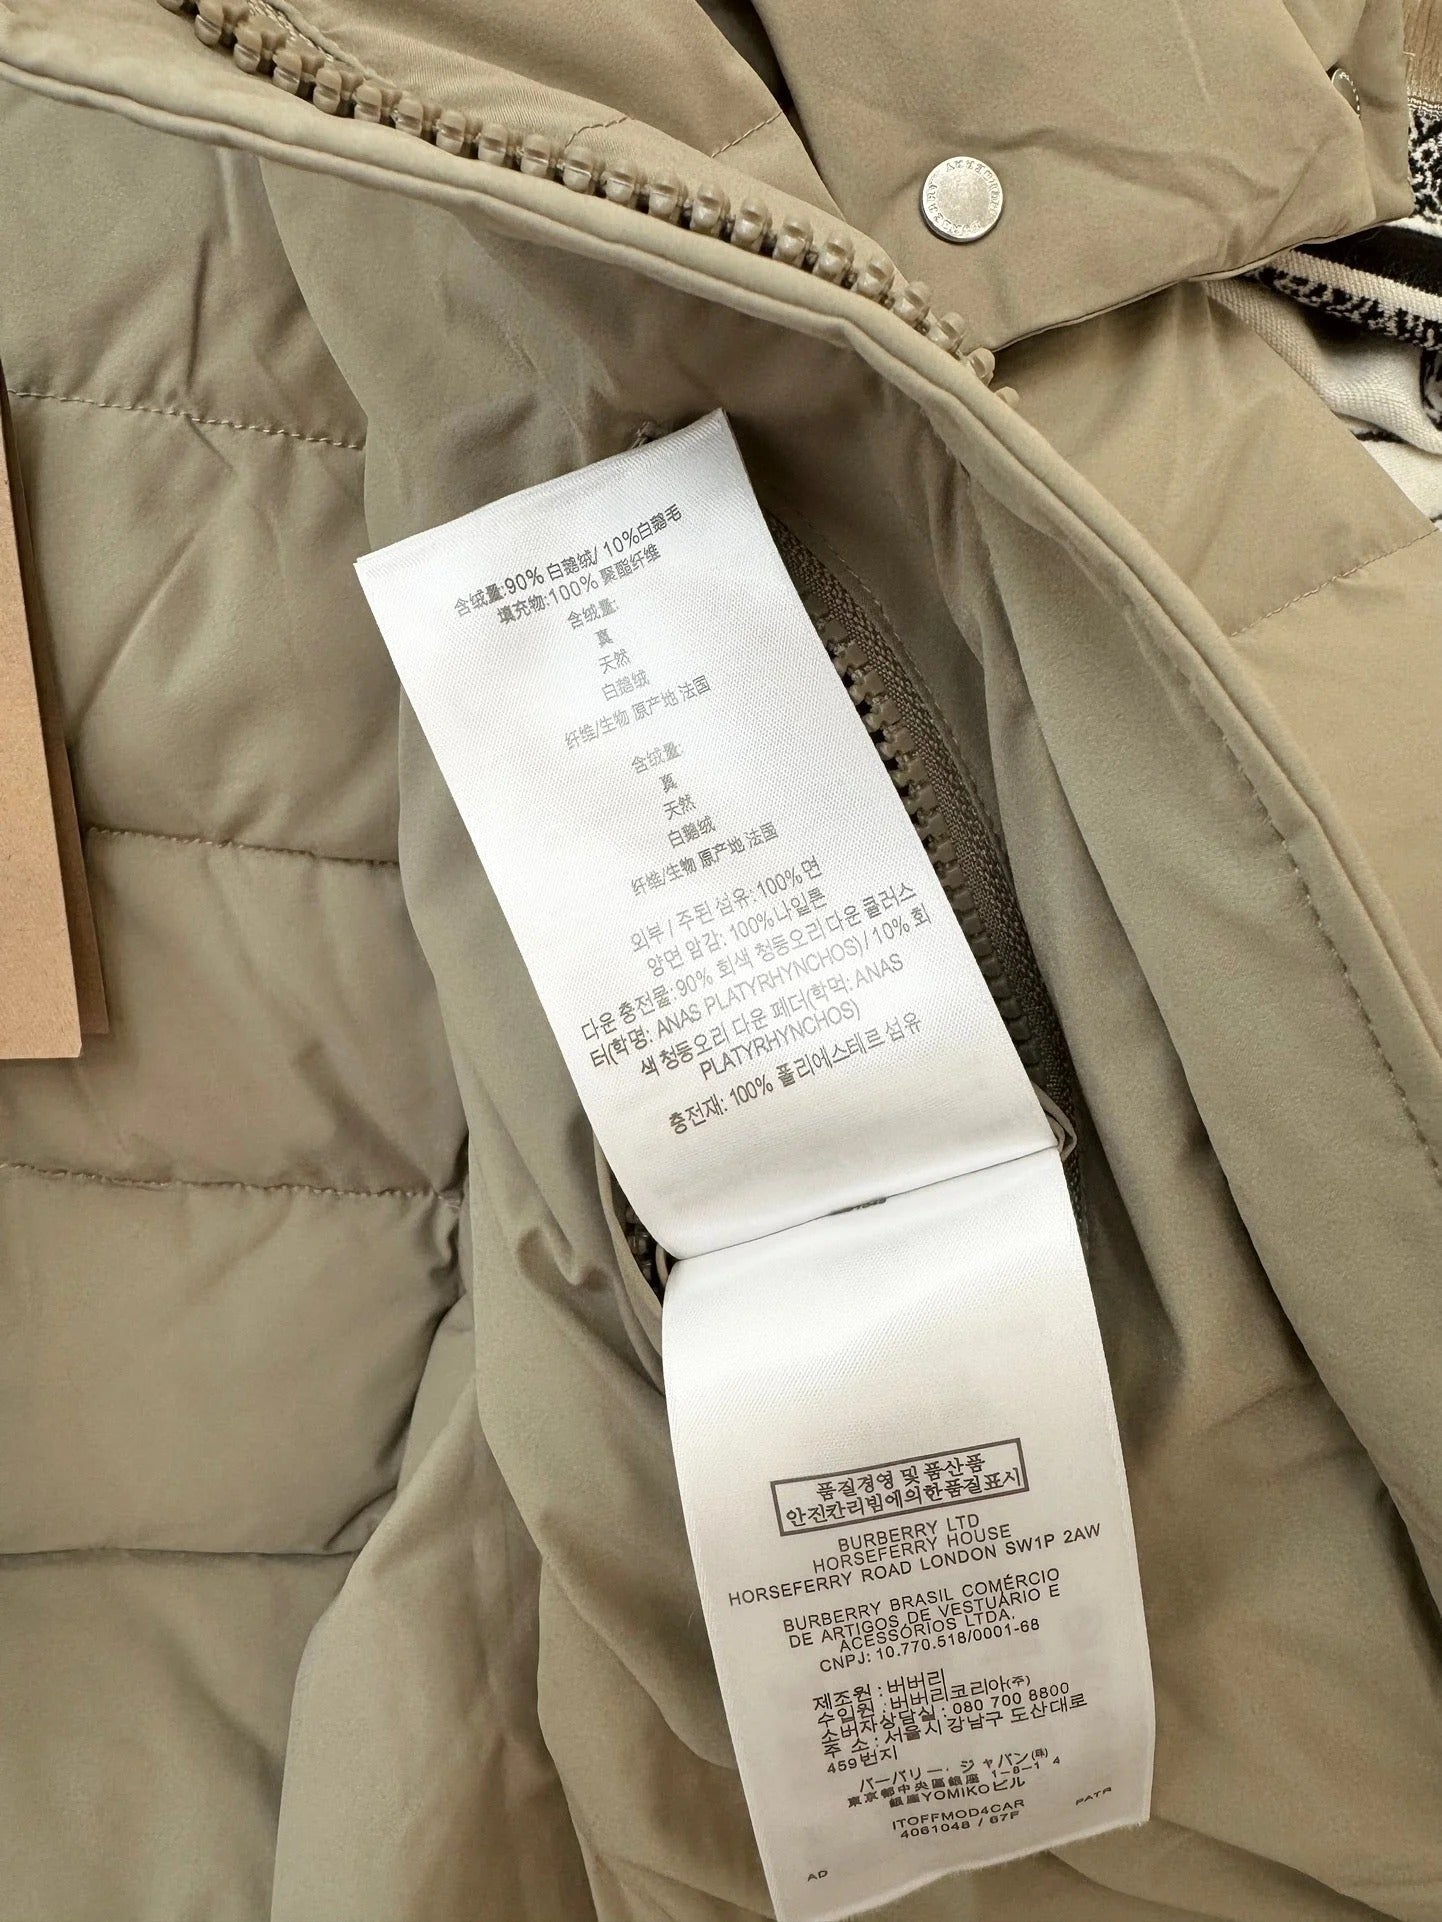 含绒量:90% 白鹅绒/ 10%白鹅毛
填充物:100% 聚酯纤维
含绒量:
真
天然
白鹅绒
纤维/生物 原产地 法国
含绒量:
真
天然
白鹅绒
纤维/生物 原产地 法国
외부 / 주된 섬유: 100% 면
양면 암감: 100% 나일론
다운 충전물: 90% 회색 청둥오리 다운 클러스
터(학명: ANAS PLATYRHYNCHOS) / 10% 회
색 청둥오리 다운 페더(학먹: ANAS
PLATYRHYNCHOS)
충전재: 100% 폴리에스테르 섬유
품질경영 및 품산품
안진칸리빔에의한품질표시
BURBERRY LTD
HORSEFERRY HOUSE
HORSEFERRY ROAD LONDON SW1P 2AW
BURBERRY BRASIL COMÉRCIO
DE ARTIGOS DE VESTUÁRIO E
ACESSÓRIOS LTDA.
CNPJ: 10.770.518/0001-68
제조원 : 버버리
수입원 : 버버리코리아(주)
소버자상담실 : 080 700 8800
주 소 : 서울시 강남구 도산대로
459번지
バーバリー・ジャパン(株)
東京都中央區銀座 1-8-1 4
銀座YOMIKOビル
ITOFFMOD4CAR
4061048 / 67F
PATR
AD